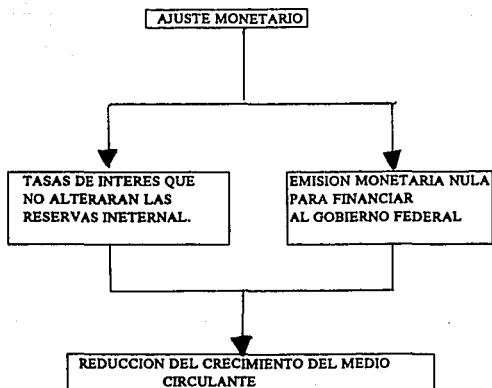 AJUSTE MONETARIO
TASAS DE INTERES QUE
NO ALTERARAN LAS
RESERVAS INETERNAL.
EMISION MONETARIA NULA
PARA FINANCIAR
AL GOBIERNO FEDERAL
REDUCCION DEL CRECIMIENTO DEL MEDIO
CIRCULANTE